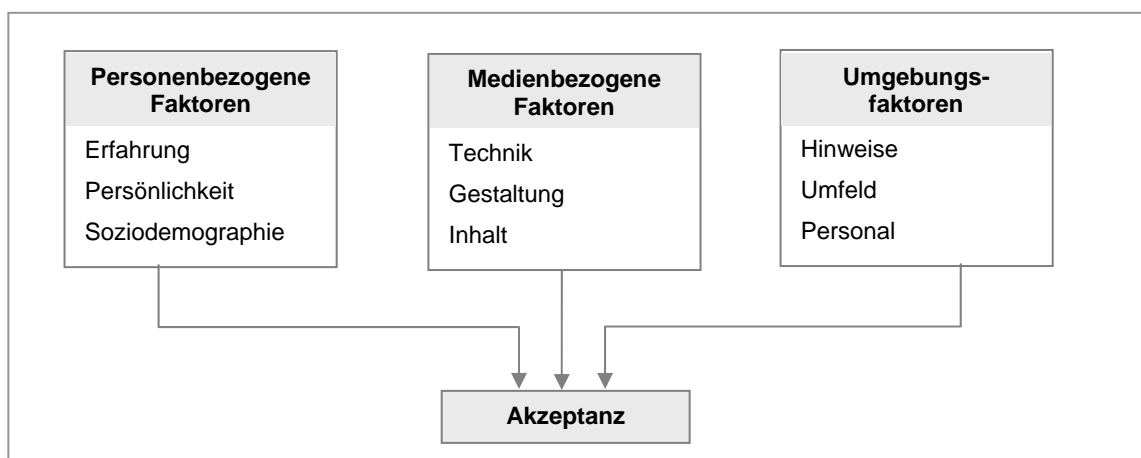 Personenbezogene
Faktoren
Erfahrung
Persönlichkeit
Soziodemographie
Medienbezogene
Faktoren
Technik
Gestaltung
Inhalt
Umgebungs-
faktoren
Hinweise
Umfeld
Personal
Akzeptanz